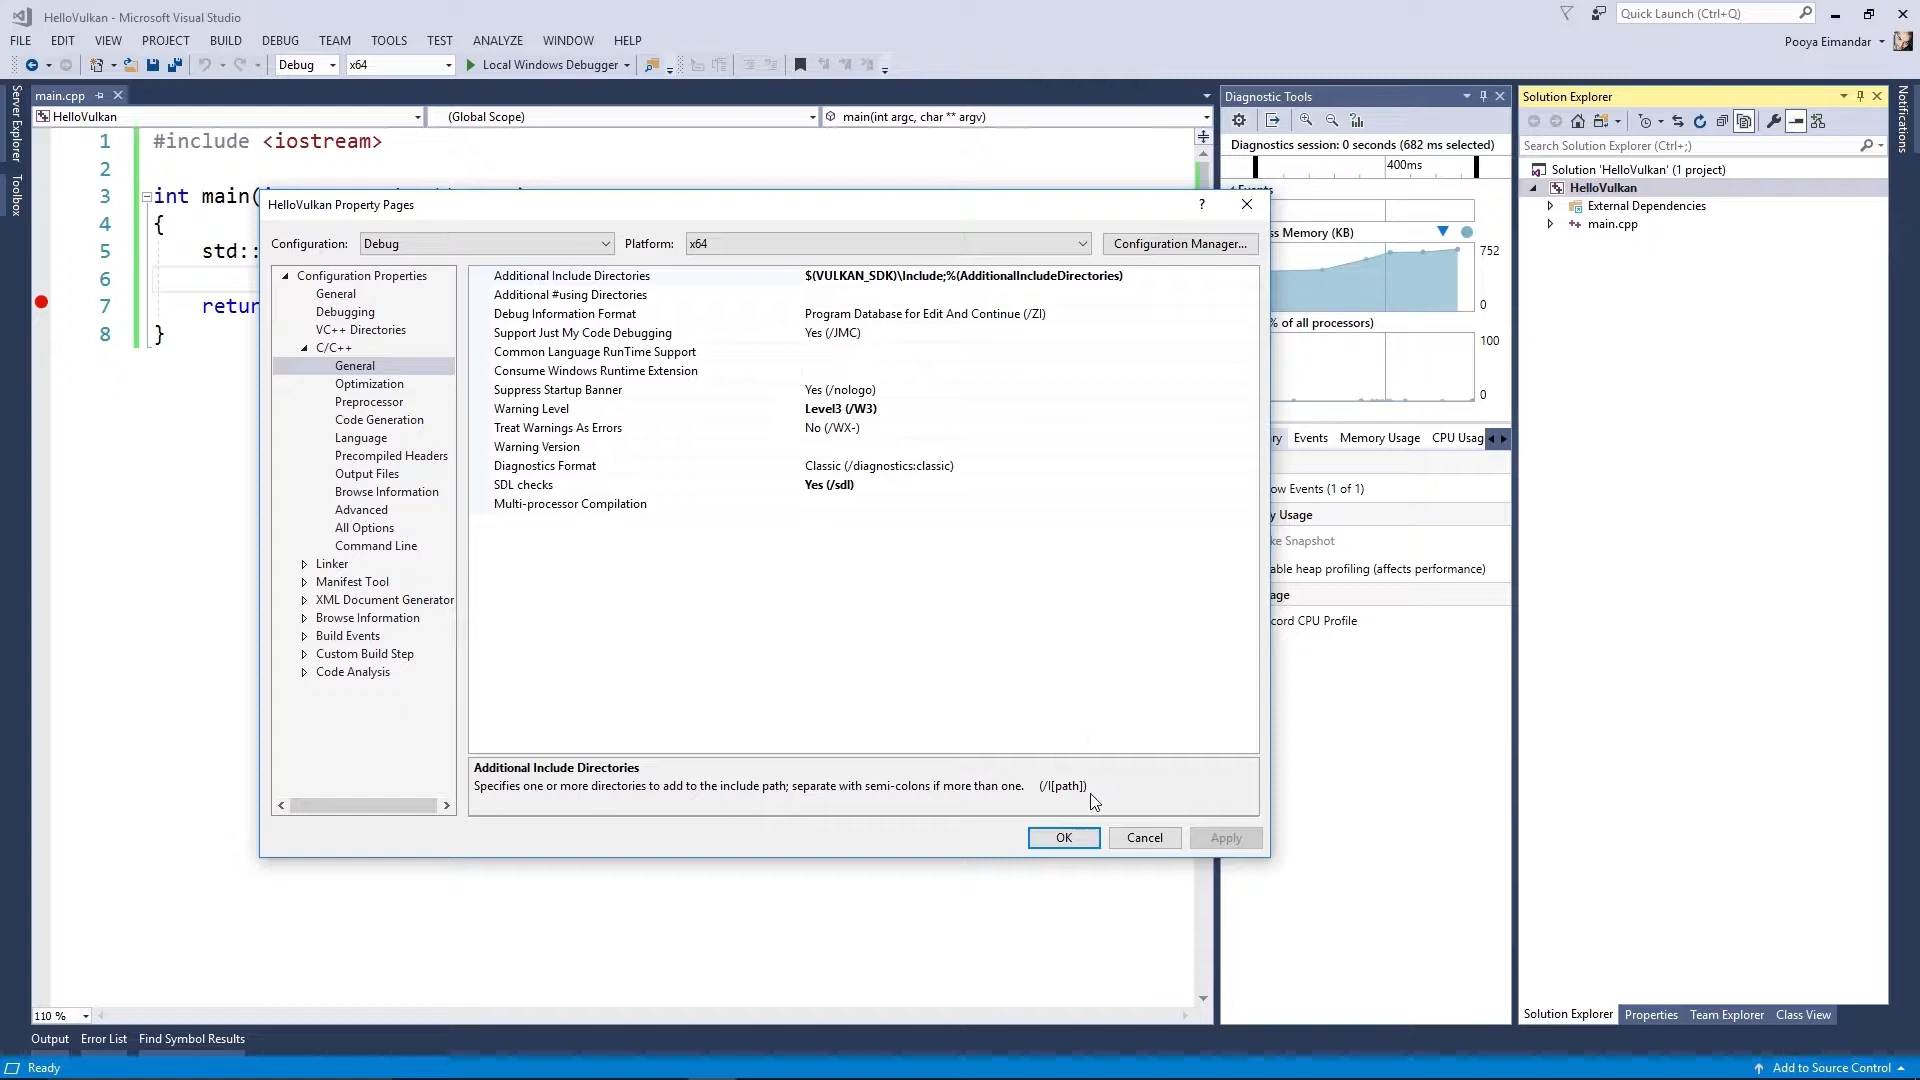 HelloVulkan - Microsoft Visual Studio
Quick Launch (Ctrl+Q)
FILE EDIT VIEW PROJECT BUILD DEBUG TEAM TOOLS TEST ANALYZE WINDOW HELP
Pooya Eimandar
Debug x64 Local Windows Debugger
Server Explorer
Toolbox
main.cpp
HelloVulkan (Global Scope) main(int argc, char ** argv)
1 #include <iostream>
2
3 int main(
4 {
5 std::
6
7 return
8 }
HelloVulkan Property Pages
?
Configuration: Debug Platform: x64 Configuration Manager...
Configuration Properties
General
Debugging
VC++ Directories
C/C++
General
Optimization
Preprocessor
Code Generation
Language
Precompiled Headers
Output Files
Browse Information
Advanced
All Options
Command Line
Linker
Manifest Tool
XML Document Generator
Browse Information
Build Events
Custom Build Step
Code Analysis
Additional Include Directories $(VULKAN_SDK)\Include;%(AdditionalIncludeDirectories)
Additional #using Directories
Debug Information Format Program Database for Edit And Continue (/ZI)
Support Just My Code Debugging Yes (/JMC)
Common Language RunTime Support
Consume Windows Runtime Extension
Suppress Startup Banner Yes (/nologo)
Warning Level Level3 (/W3)
Treat Warnings As Errors No (/WX-)
Warning Version
Diagnostics Format Classic (/diagnostics:classic)
SDL checks Yes (/sdl)
Multi-processor Compilation
Additional Include Directories
Specifies one or more directories to add to the include path; separate with semi-colons if more than one. (/I[path])
OK Cancel Apply
Diagnostic Tools
Diagnostics session: 0 seconds (682 ms selected)
400ms
Events
ss Memory (KB)
752
0
% of all processors)
100
0
ry Events Memory Usage CPU Usag
ow Events (1 of 1)
y Usage
ke Snapshot
able heap profiling (affects performance)
age
cord CPU Profile
Solution Explorer
Search Solution Explorer (Ctrl+;)
Solution 'HelloVulkan' (1 project)
HelloVulkan
External Dependencies
main.cpp
Notifications
110 %
Solution Explorer Properties Team Explorer Class View
Output Error List Find Symbol Results
Ready
Add to Source Control